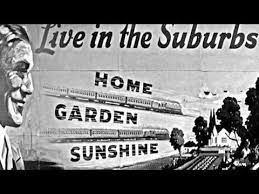 Live in the Suburbs
HOME
GARDEN
SUNSHINE